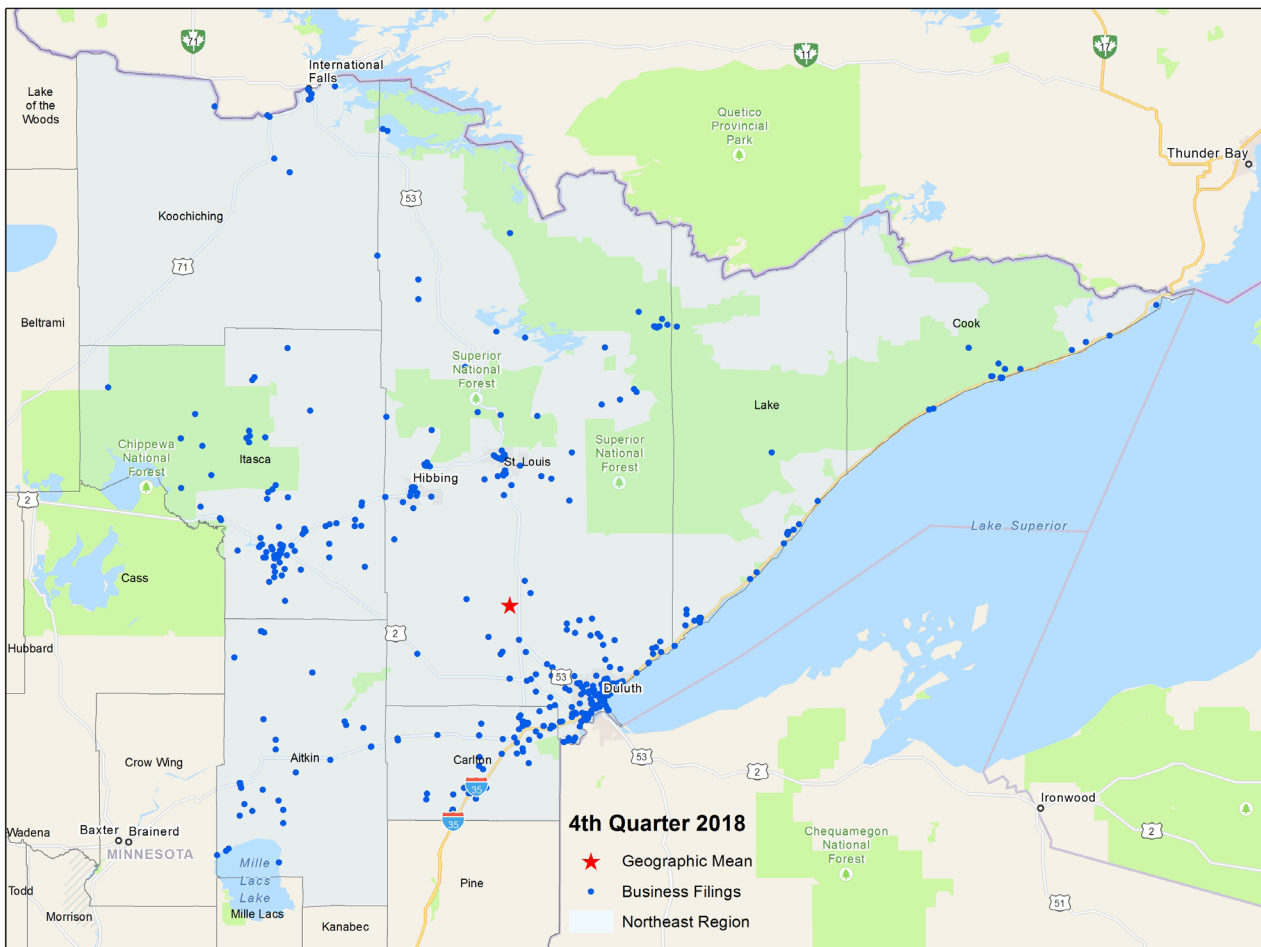 71
11
17
International
Falls
Lake
of the
Woods
Quetico
Provincial
Park
Thunder Bay
53
Koochiching
71
Beltrami
Cook
Superior
National
Forest
Lake
Chippewa
National
Forest
Itasca
Superior
National
Forest
St. Louis
Hibbing
2
Lake Superior
Cass
2
Hubbard
53
Duluth
Crow Wing
Aitkin
Carlton
53
2
35
Ironwood
35
4th Quarter 2018
Wadena
Baxter
Brainerd
MINNESOTA
Chequamegon
National
Forest
2
Geographic Mean
Mille
Lacs
Lake
Todd
Pine
Business Filings
51
Morrison
Mille Lacs
Kanabec
Northeast Region